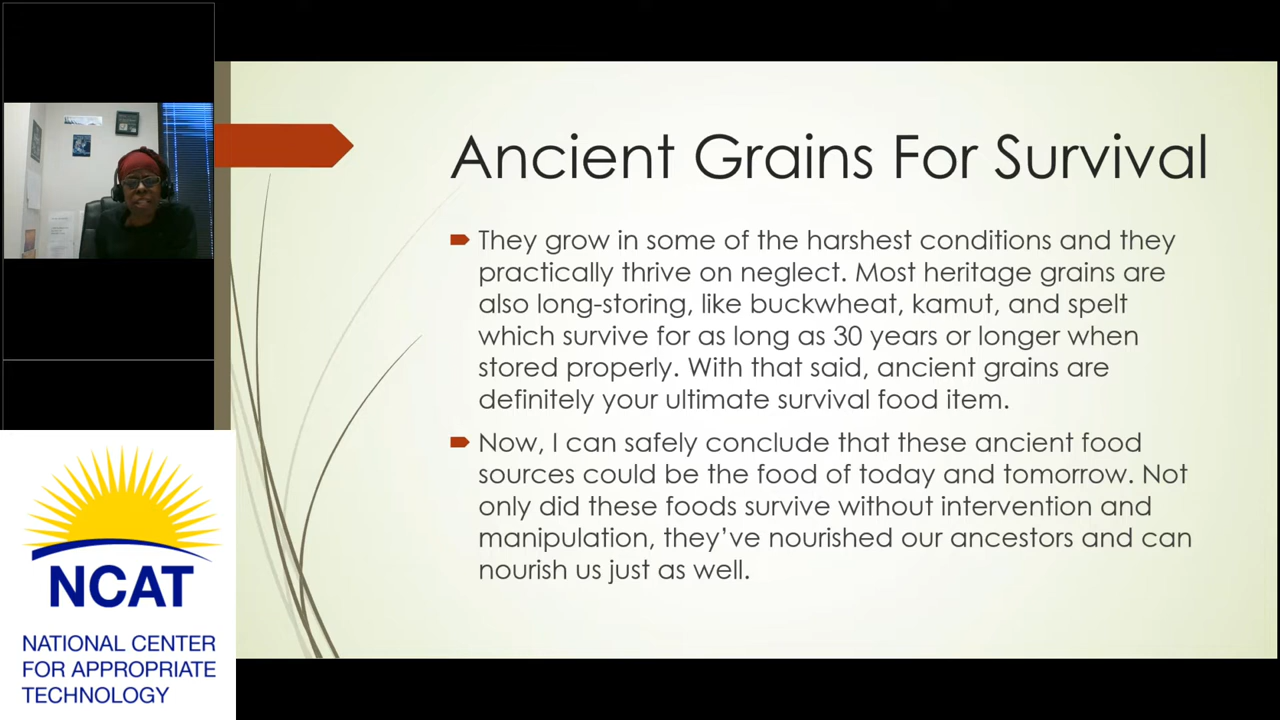 Ancient Grains For Survival
They grow in some of the harshest conditions and they
practically thrive on neglect. Most heritage grains are
also long-storing, like buckwheat, kamut, and spelt
which survive for as long as 30 years or longer when
stored properly. With that said, ancient grains are
definitely your ultimate survival food item.
Now, I can safely conclude that these ancient food
sources could be the food of today and tomorrow. Not
only did these foods survive without intervention and
manipulation, they’ve nourished our ancestors and can
nourish us just as well.
NCAT
NATIONAL CENTER
FOR APPROPRIATE
TECHNOLOGY